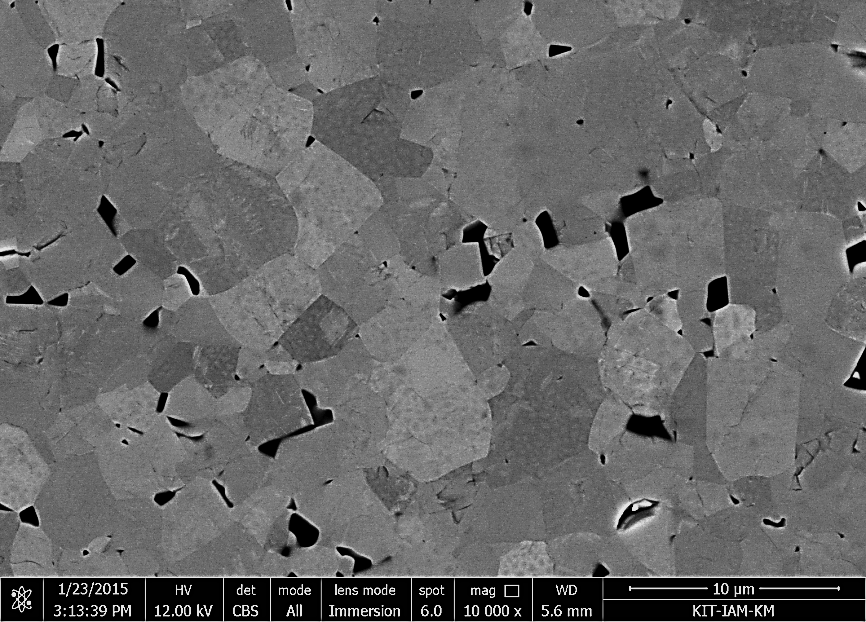 1/23/2015
3:13:39 PM
HV
12.00 kV
det
CBS
mode
All
lens mode
Immersion
spot
6.0
mag
10 000 x
WD
5.6 mm
10 µm
KIT-IAM-KM